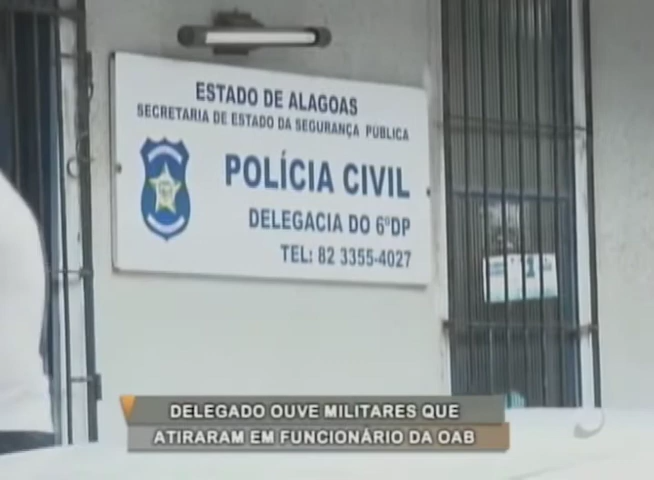 ESTADO DE ALAGOAS
SECRETARIA DE ESTADO DA SEGURANÇA PÚBLICA
POLÍCIA CIVIL
DELEGACIA DO 6ºDP
TEL: 82 3355-4027
DELEGADO OUVE MILITARES QUE
ATIRARAM EM FUNCIONÁRIO DA OAB